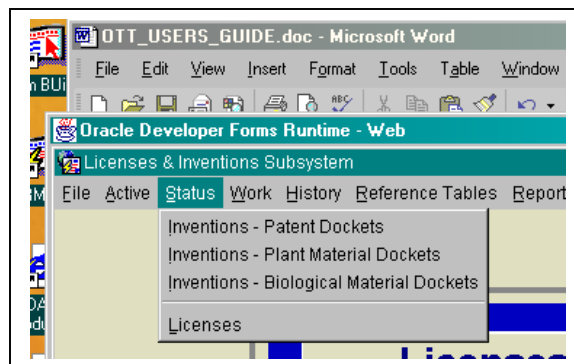 OTT_USERS_GUIDE.doc - Microsoft Word
File Edit View Insert Format Tools Table Window
Oracle Developer Forms Runtime - Web
Licenses & Inventions Subsystem
File Active Status Work History Reference Tables Report
Inventions - Patent Dockets
Inventions - Plant Material Dockets
Inventions - Biological Material Dockets
Licenses